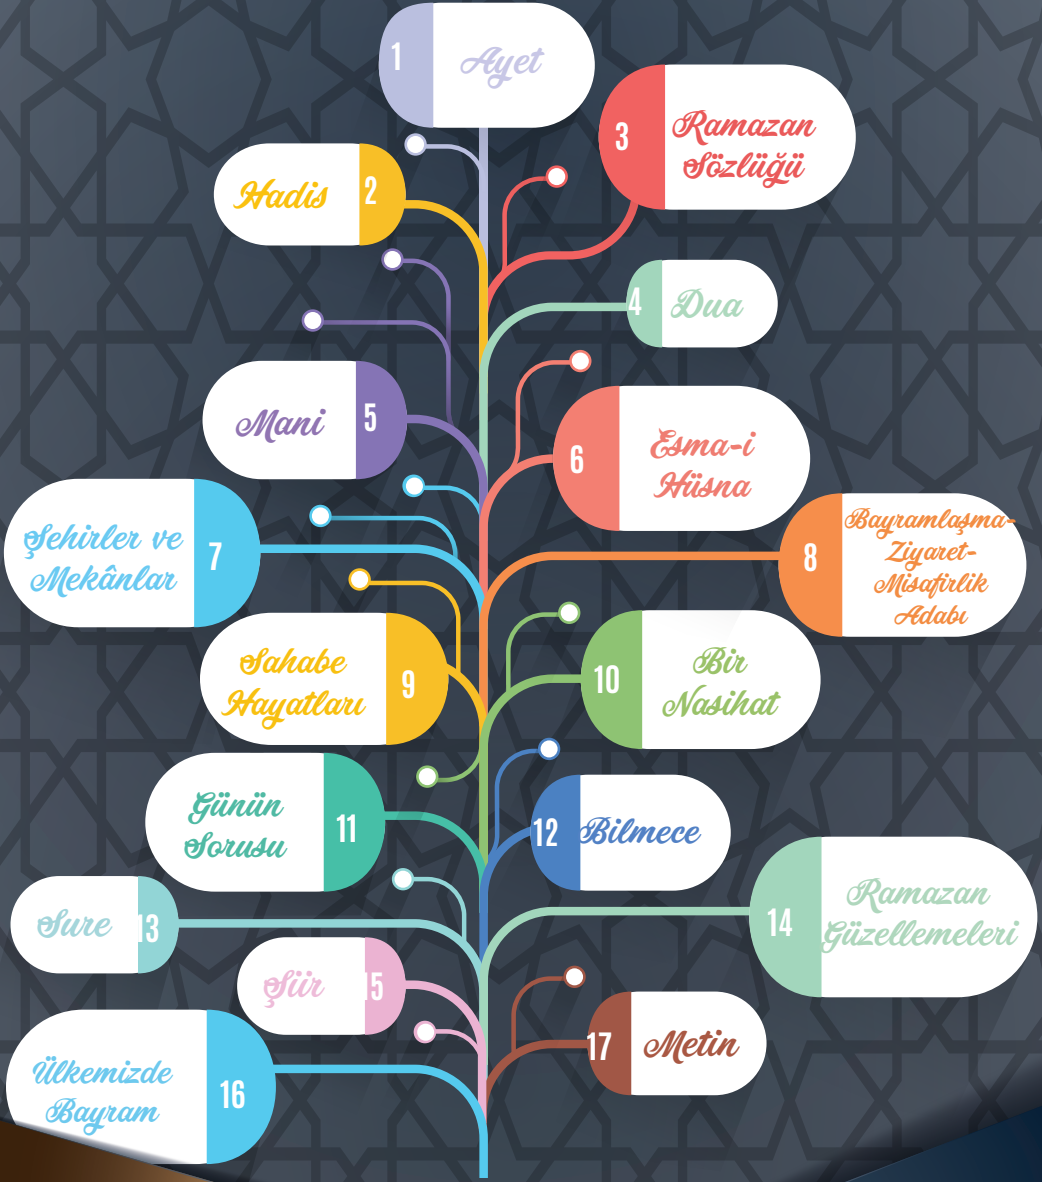 1
Ayet
2
Hadis
3
Ramazan
Sözlüğü
4
Dua
5
Mani
6
Esma-i
Hüsna
7
Şehirler ve
Mekânlar
8
Bayramlaşma-
Ziyaret-
Misafirlik
Adabı
9
Sahabe
Hayatları
10
Bir
Nasihat
11
Günün
Sorusu
12
Bilmece
13
Sure
14
Ramazan
Güzellemeleri
15
Şiir
16
Ülkemizde
Bayram
17
Metin